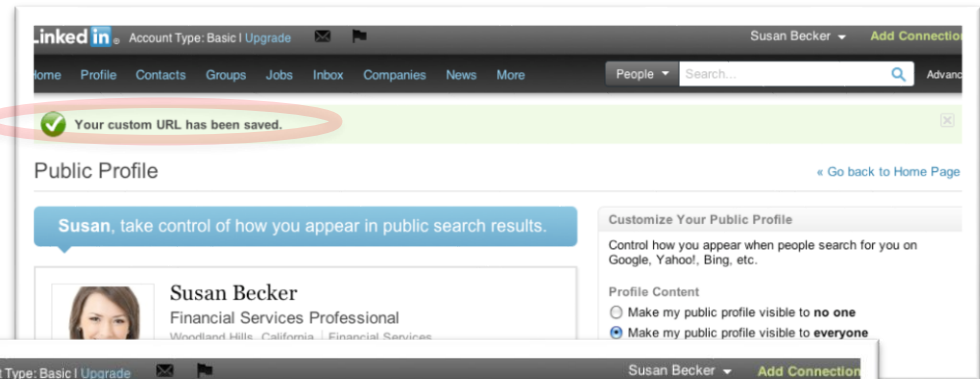 Linked in® Account Type: Basic | Upgrade Susan Becker Add Connection
Home Profile Contacts Groups Jobs Inbox Companies News More People Search... Advanc
Your custom URL has been saved.
Public Profile
« Go back to Home Page
Susan, take control of how you appear in public search results.
Susan Becker
Financial Services Professional
Woodland Hills, California | Financial Services
Customize Your Public Profile
Control how you appear when people search for you on
Google, Yahoo!, Bing, etc.
Profile Content
Make my public profile visible to no one
Make my public profile visible to everyone
t Type: Basic | Upgrade Susan Becker Add Connection